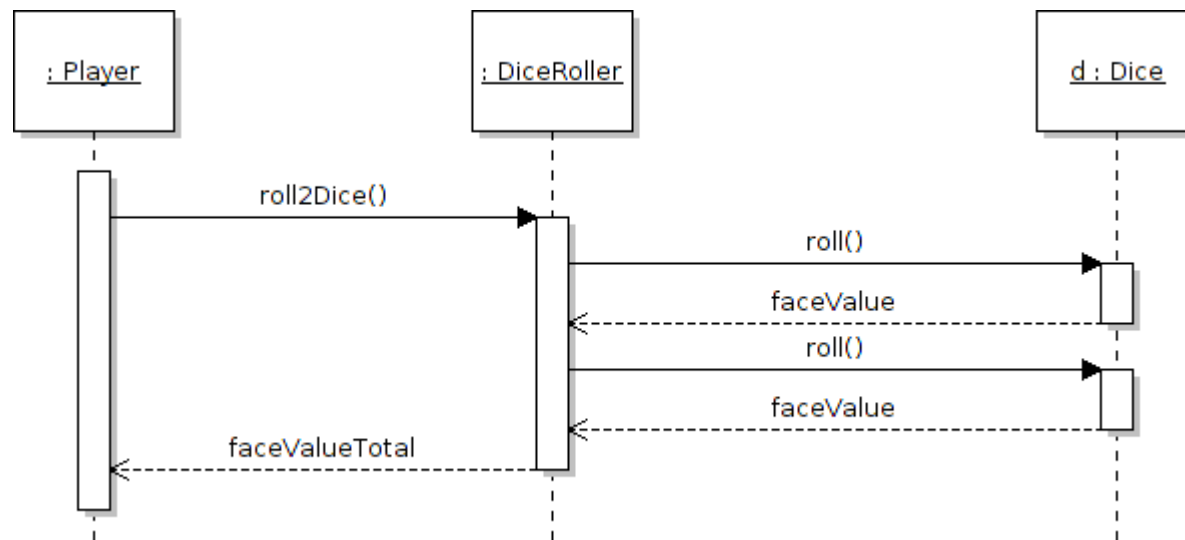 : Player
: DiceRoller
d : Dice
roll2Dice()
roll()
faceValue
roll()
faceValue
faceValueTotal